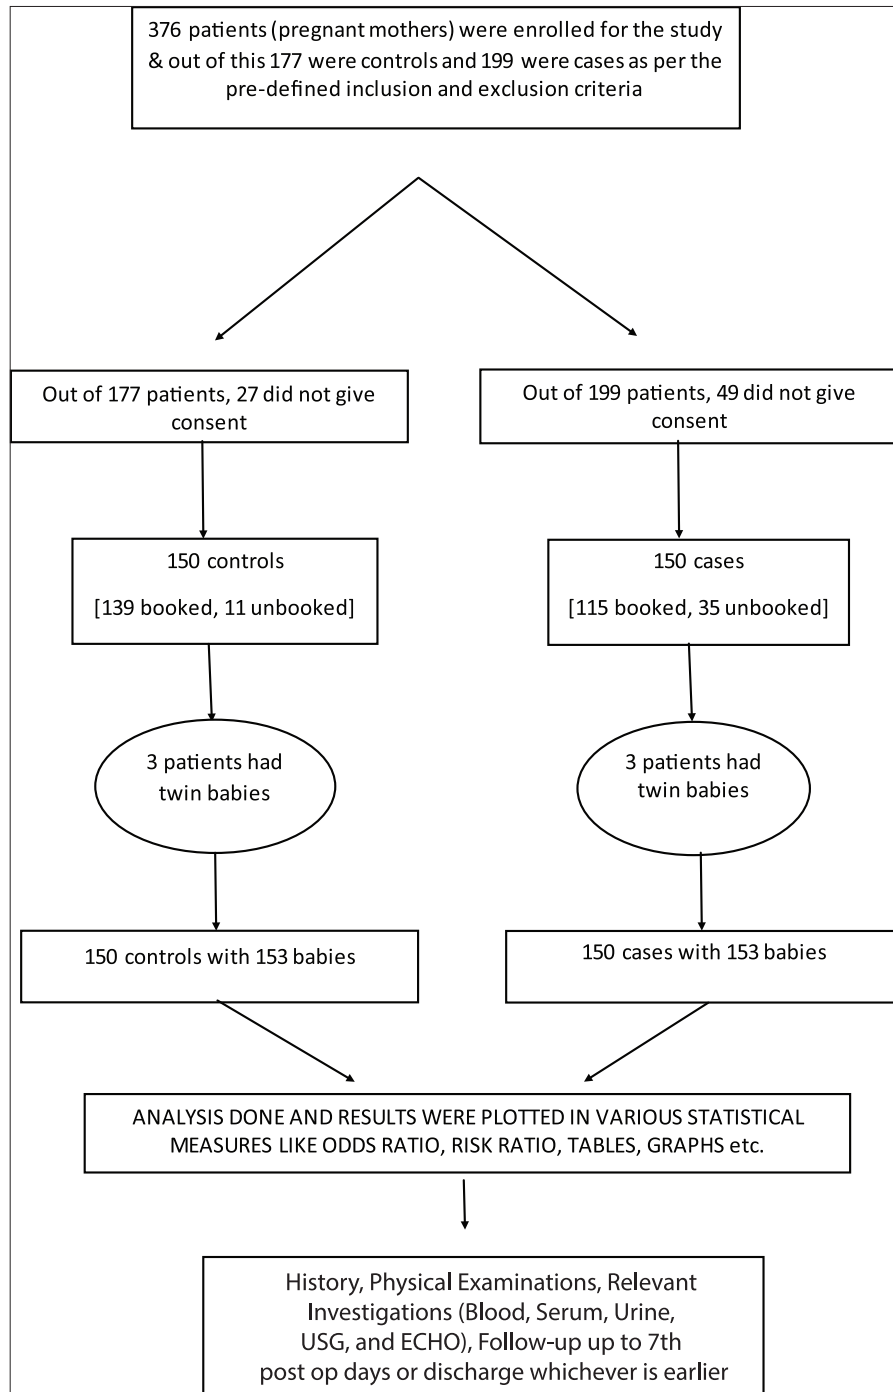 376 patients (pregnant mothers) were enrolled for the study
& out of this 177 were controls and 199 were cases as per the
pre-defined inclusion and exclusion criteria
Out of 177 patients, 27 did not give
consent
Out of 199 patients, 49 did not give
consent
150 controls
[139 booked, 11 unbooked]
150 cases
[115 booked, 35 unbooked]
3 patients had
twin babies
3 patients had
twin babies
150 controls with 153 babies
150 cases with 153 babies
ANALYSIS DONE AND RESULTS WERE PLOTTED IN VARIOUS STATISTICAL
MEASURES LIKE ODDS RATIO, RISK RATIO, TABLES, GRAPHS etc.
History, Physical Examinations, Relevant
Investigations (Blood, Serum, Urine,
USG, and ECHO), Follow-up up to 7th
post op days or discharge whichever is earlier